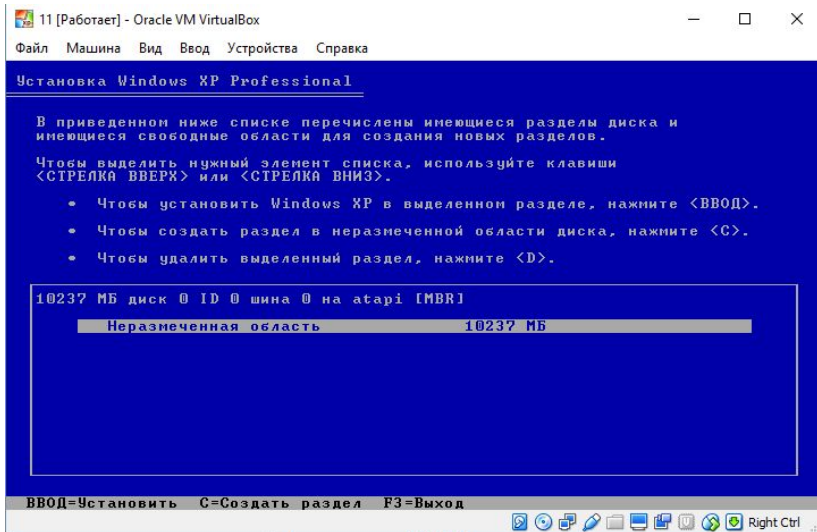 11 [Работает] - Oracle VM VirtualBox
Файл Машина Вид Ввод Устройства Справка
Установка Windows XP Professional
В приведенном ниже списке перечислены имеющиеся разделы диска и
имеющиеся свободные области для создания новых разделов.
Чтобы выделить нужный элемент списка, используйте клавиши
<СТРЕЛКА ВВЕРХ> или <СТРЕЛКА ВНИЗ>.
• Чтобы установить Windows XP в выделенном разделе, нажмите <ВВОД>.
• Чтобы создать раздел в неразмеченной области диска, нажмите <C>.
• Чтобы удалить выделенный раздел, нажмите <D>.
10237 МБ диск 0 ID 0 шина 0 на atapi [MBR]
Неразмеченная область 10237 МБ
ВВОД=Установить C=Создать раздел F3=Выход
Right Ctrl